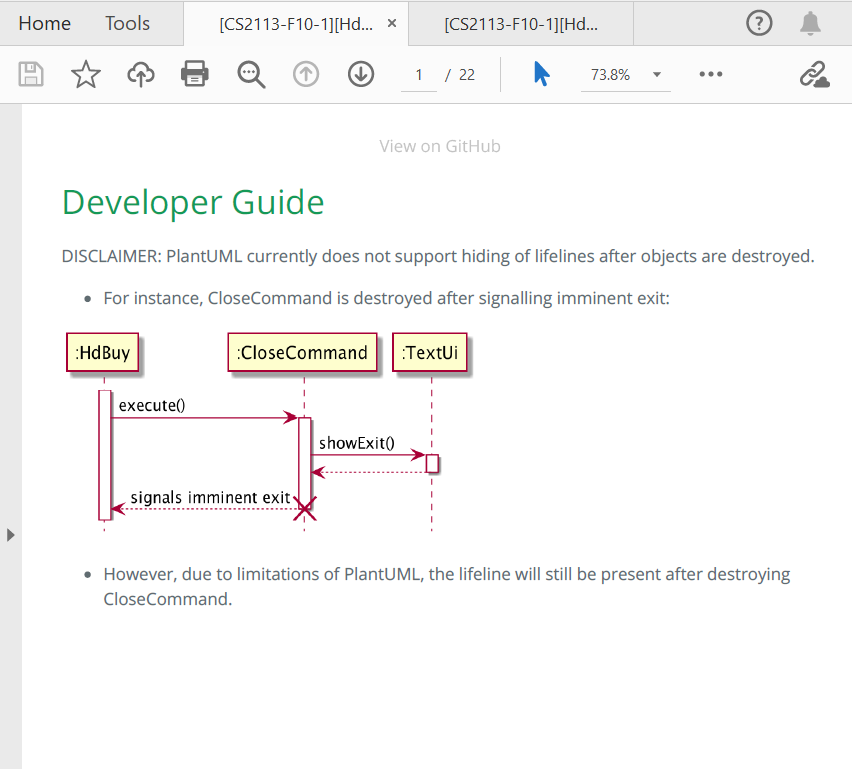 Home Tools [CS2113-F10-1][Hd... × [CS2113-F10-1][Hd...
1 / 22 73.8%
View on GitHub
Developer Guide
DISCLAIMER: PlantUML currently does not support hiding of lifelines after objects are destroyed.
• For instance, CloseCommand is destroyed after signalling imminent exit:
:HdBuy :CloseCommand :TextUi
execute()
showExit()
signals imminent exit
• However, due to limitations of PlantUML, the lifeline will still be present after destroying
CloseCommand.